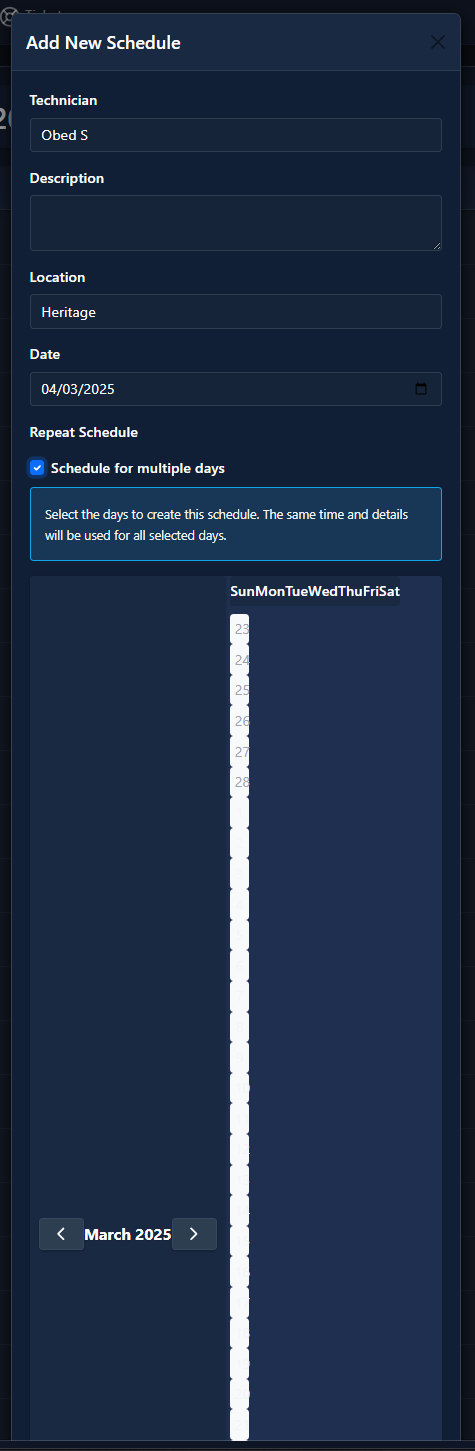 Add New Schedule
Technician
Obed S
Description
Location
Heritage
Date
04/03/2025
Repeat Schedule
Schedule for multiple days
Select the days to create this schedule. The same time and details
will be used for all selected days.
SunMonTueWedThuFriSat
23
24
25
26
27
28
March 2025